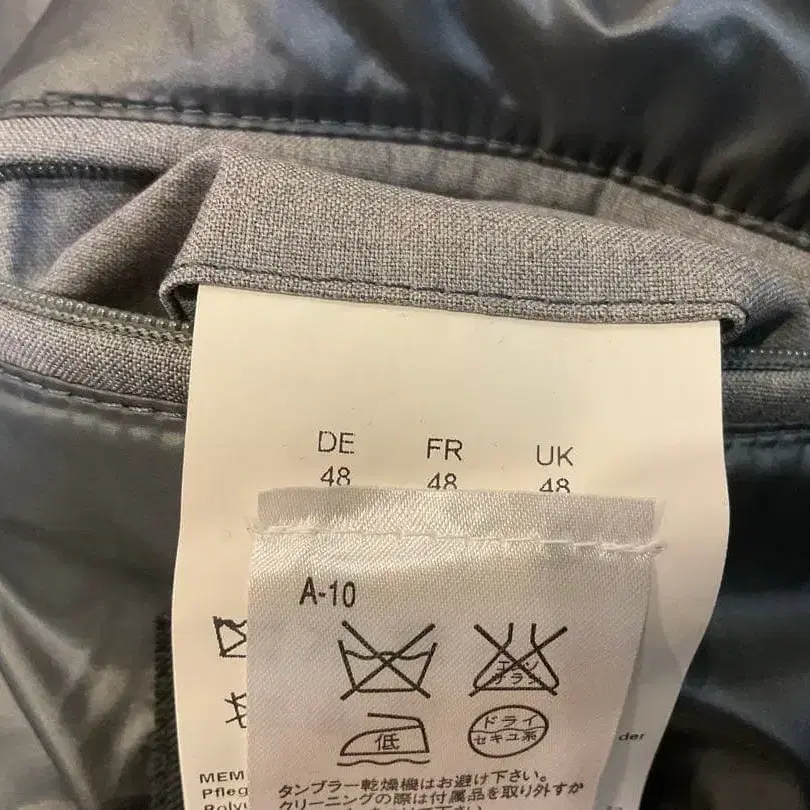 DE FR UK
48 48 48
A-10
エンソ
サラシ
低
ドライ
セキユ系
der
MEM
Pfleg
タンブラー乾燥機はお避け下さい。
クリーニングの際は付属品を取り外すか